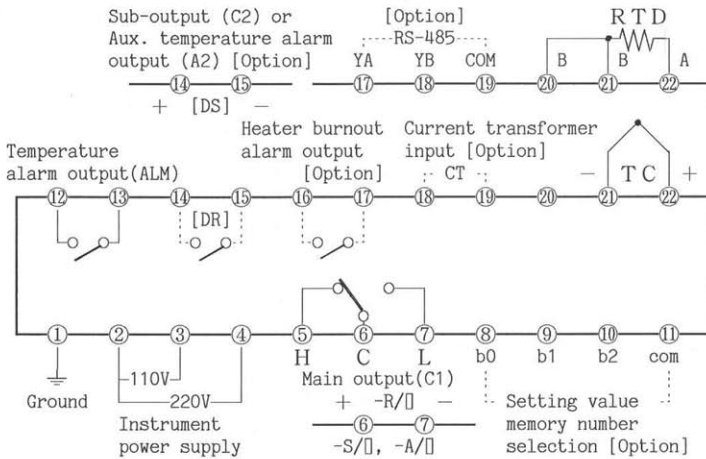 Sub-output (C2) or
Aux. temperature alarm
output (A2) [Option]
[Option]
RS-485
R T D
YA YB COM B B A
⑭ ⑮ ⑰ ⑱ ⑲ ⑳ ㉑ ㉒
+ [DS] −
Temperature
alarm output(ALM)
Heater burnout
alarm output
[Option]
Current transformer
input [Option]
CT
− T C +
⑫ ⑬ ⑭ ⑮ ⑯ ⑰ ⑱ ⑲ ⑳ ㉑ ㉒
[DR]
① ② ③ ④ ⑤ ⑥ ⑦ ⑧ ⑨ ⑩ ⑪
H C L b0 b1 b2 com
Ground
110V
220V
Instrument
power supply
Main output(C1)
+ -R/▯ −
⑥ ⑦
-S/▯, -A/▯
Setting value
memory number
selection [Option]